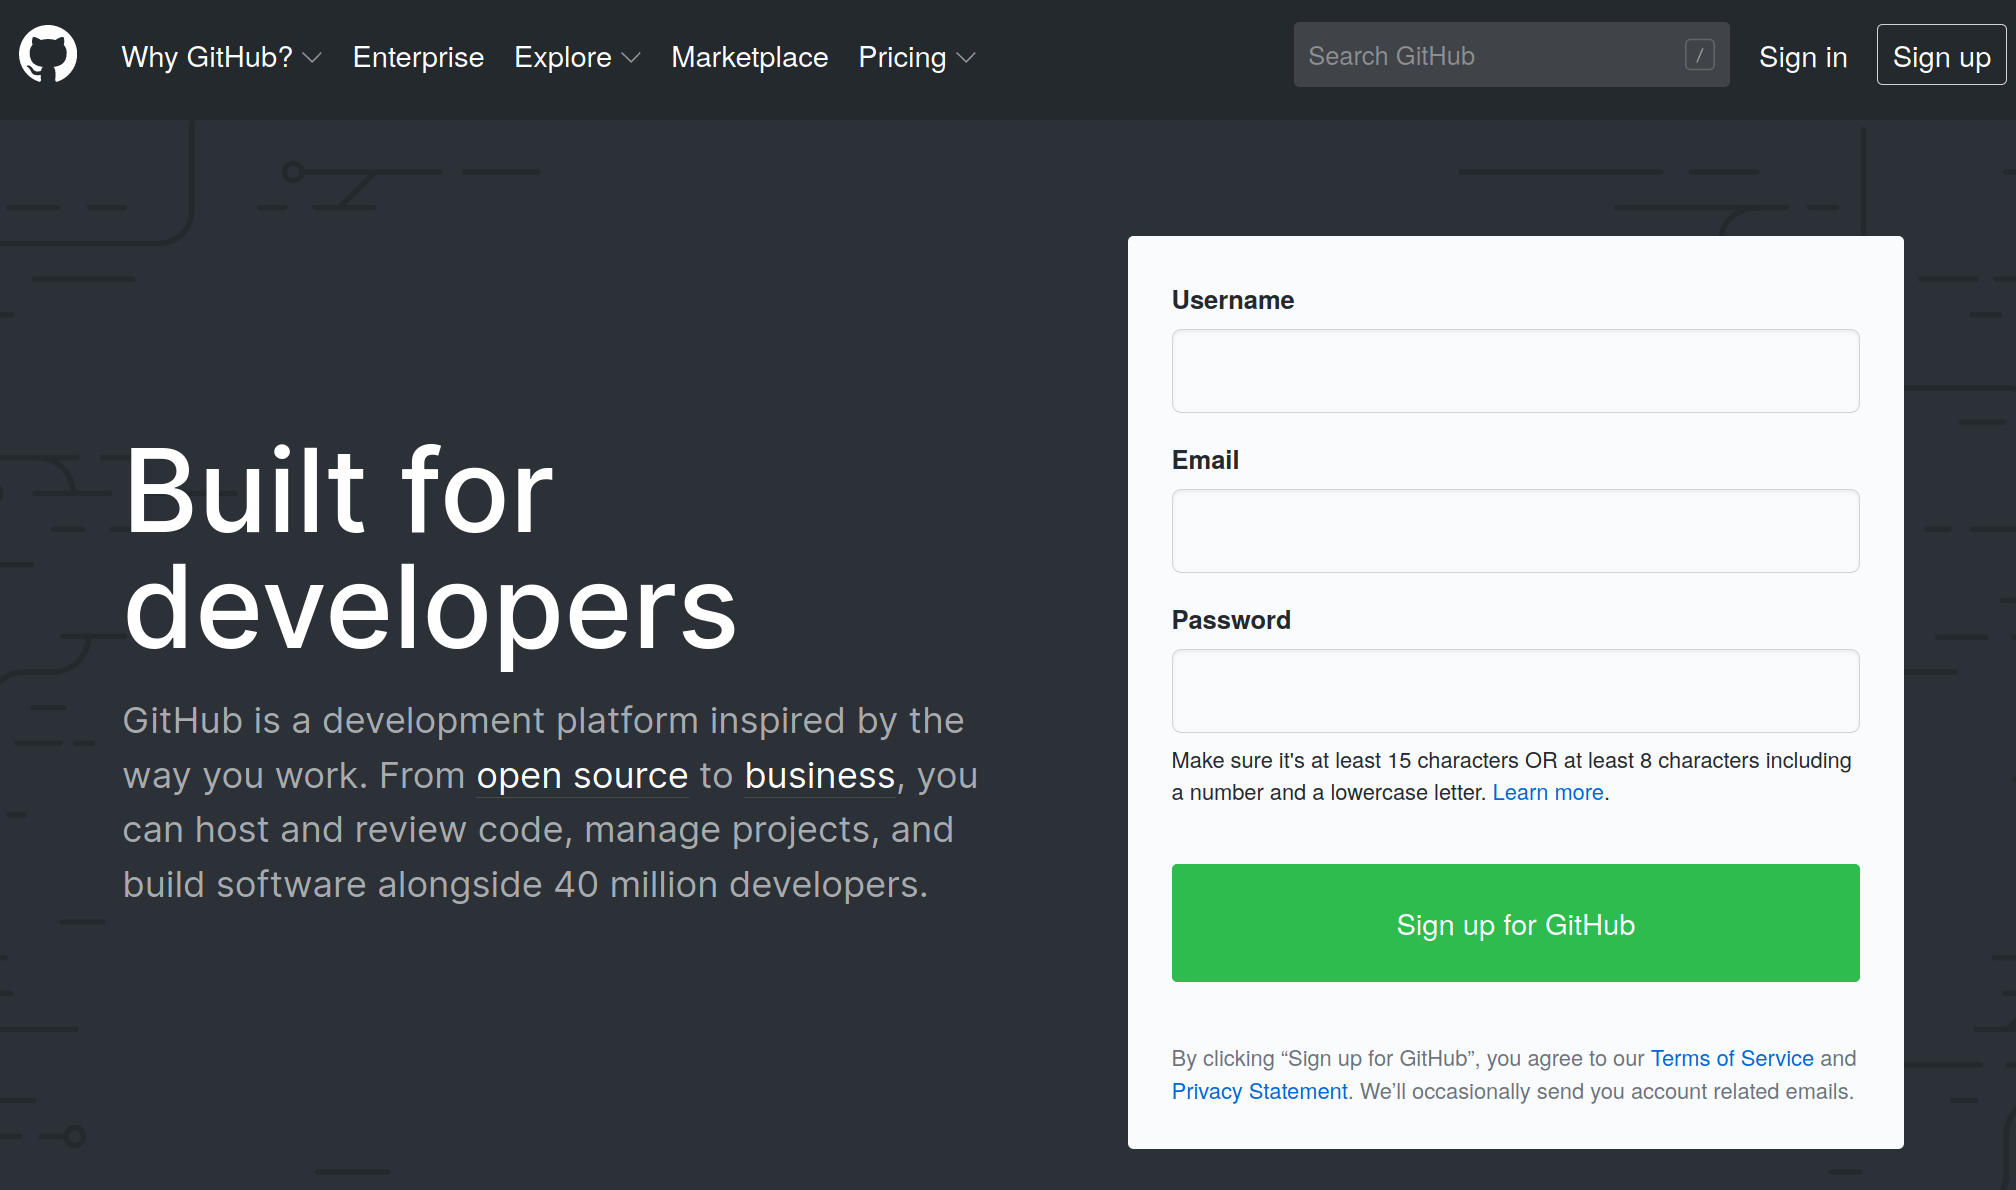 Why GitHub? Enterprise Explore Marketplace Pricing Search GitHub / Sign in Sign up
Built for
developers
GitHub is a development platform inspired by the
way you work. From open source to business, you
can host and review code, manage projects, and
build software alongside 40 million developers.
Username
Email
Password
Make sure it's at least 15 characters OR at least 8 characters including
a number and a lowercase letter. Learn more.
Sign up for GitHub
By clicking “Sign up for GitHub”, you agree to our Terms of Service and
Privacy Statement. We’ll occasionally send you account related emails.